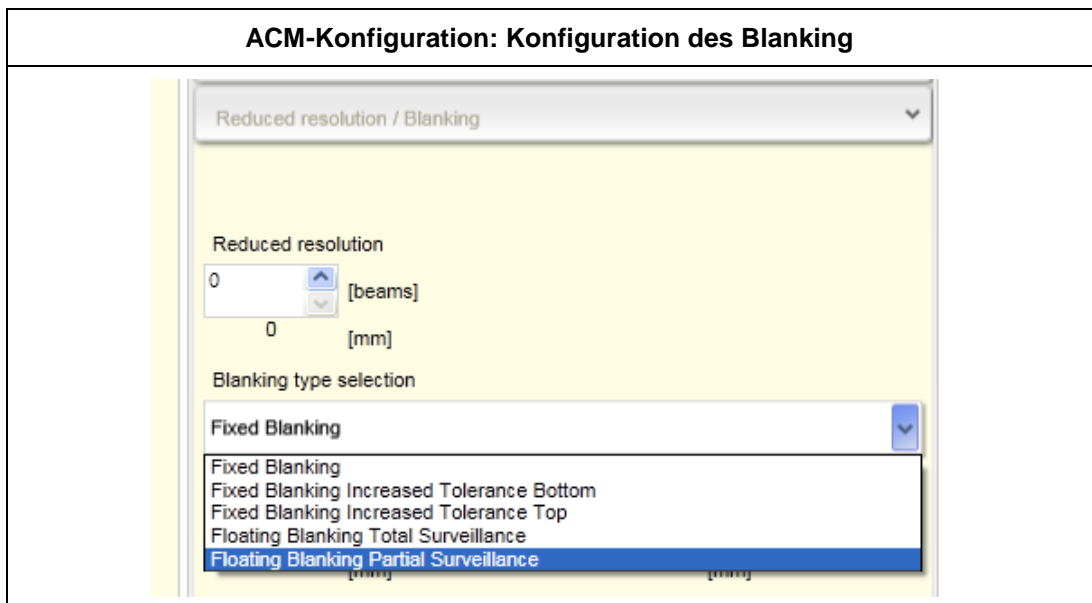 ACM-Konfiguration: Konfiguration des Blanking
Reduced resolution / Blanking
Reduced resolution
0
[beams]
0
[mm]
Blanking type selection
Fixed Blanking
Fixed Blanking
Fixed Blanking Increased Tolerance Bottom
Fixed Blanking Increased Tolerance Top
Floating Blanking Total Surveillance
Floating Blanking Partial Surveillance
[mm] [mm]